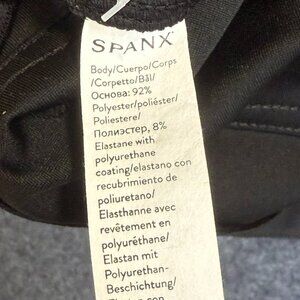 SPANX
Body/Cuerpo/Corps
/Corpetto/Bāl/
Основа: 92%
Polyester/poliéster/
Poliestere/
Полиэстер, 8%
Elastane with
polyurethane
coating/elastano con
recubrimiento de
poliuretano/
Elasthanne avec
revêtement en
polyuréthane/
Elastan mit
Polyurethan-
Beschichtung/